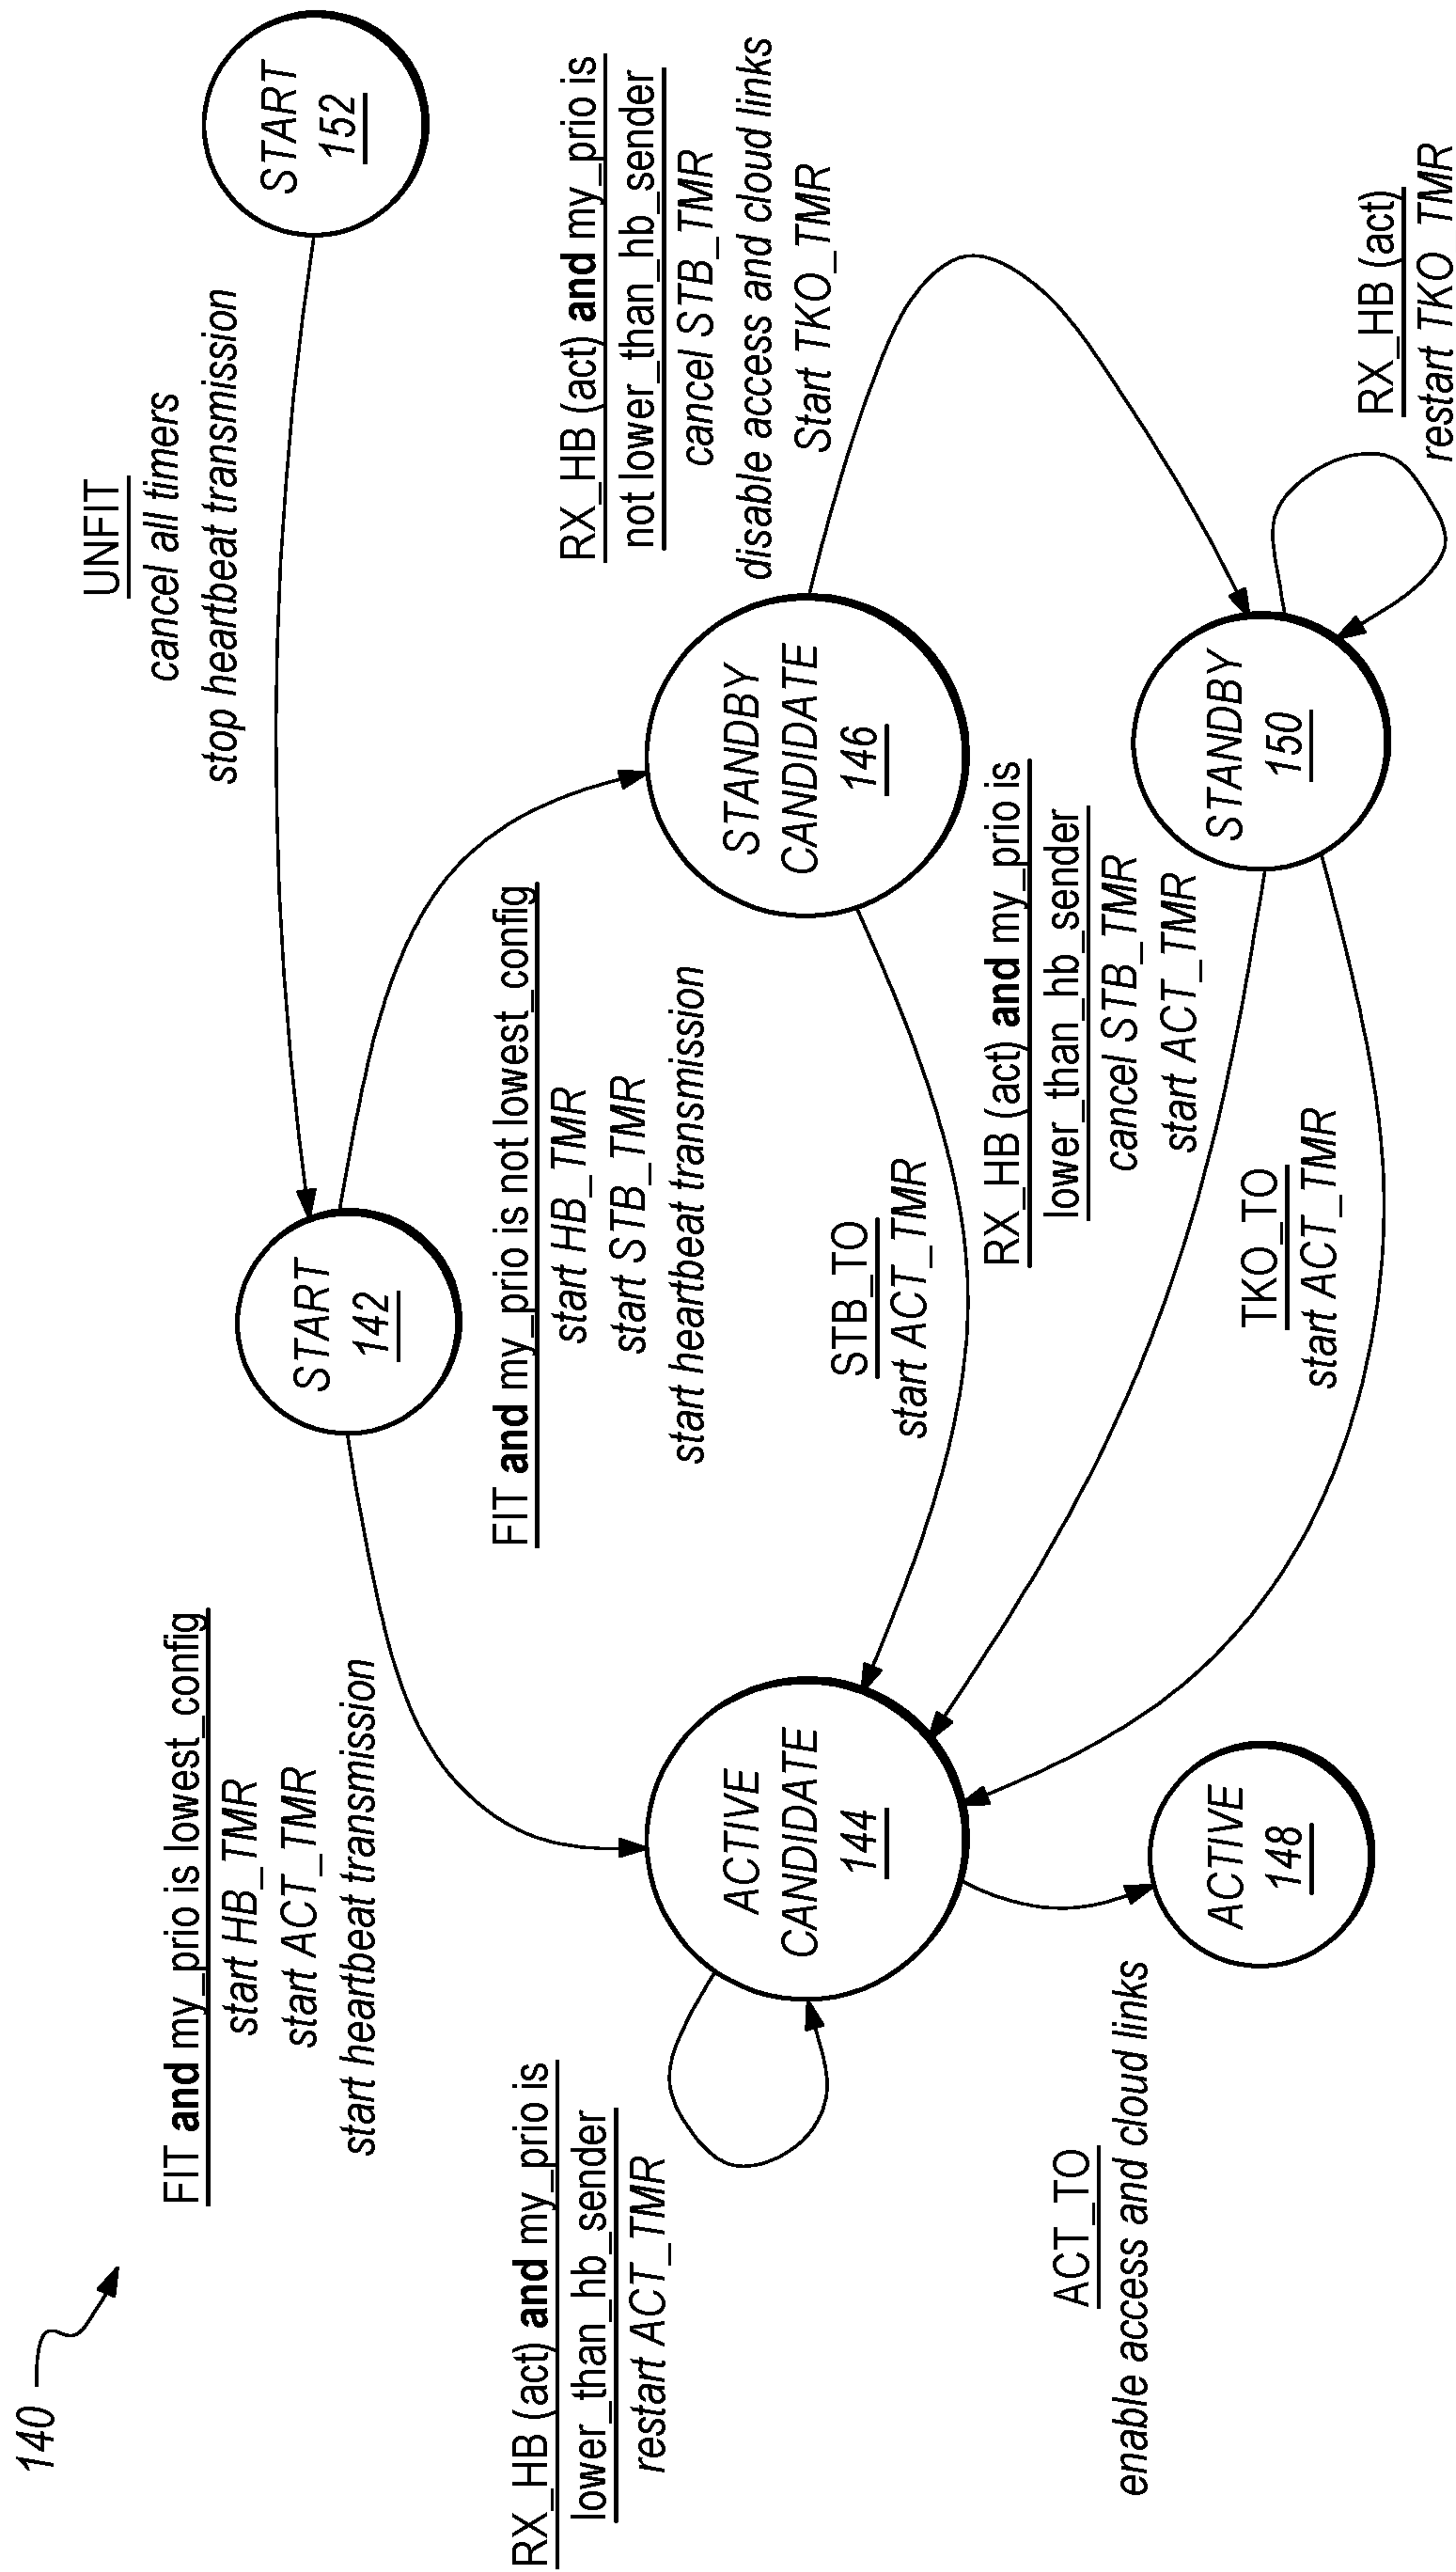 140
UNFIT
cancel all timers
stop heartbeat transmission
START
152
START
142
FIT and my_prio is lowest_config
start HB_TMR
start ACT_TMR
start heartbeat transmission
FIT and my_prio is not lowest_config
start HB_TMR
start STB_TMR
start heartbeat transmission
RX_HB (act) and my_prio is
not lower_than_hb_sender
cancel STB_TMR
disable access and cloud links
Start TKO_TMR
RX_HB (act) and my_prio is
lower_than_hb_sender
restart ACT_TMR
ACTIVE
CANDIDATE
144
STANDBY
CANDIDATE
146
STB_TO
start ACT_TMR
RX_HB (act) and my_prio is
lower_than_hb_sender
cancel STB_TMR
start ACT_TMR
ACT_TO
enable access and cloud links
ACTIVE
148
TKO_TO
start ACT_TMR
STANDBY
150
RX_HB (act)
restart TKO_TMR